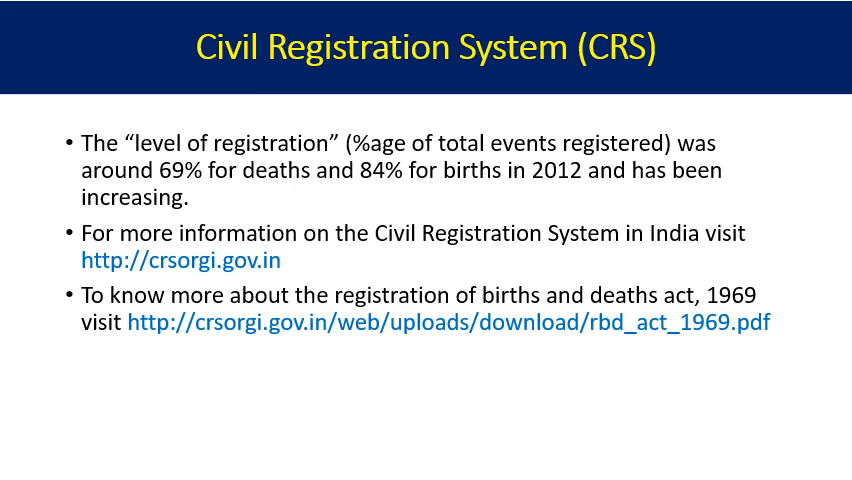 Civil Registration System (CRS)
• The “level of registration” (%age of total events registered) was
around 69% for deaths and 84% for births in 2012 and has been
increasing.
• For more information on the Civil Registration System in India visit
http://crsorgi.gov.in
• To know more about the registration of births and deaths act, 1969
visit http://crsorgi.gov.in/web/uploads/download/rbd_act_1969.pdf